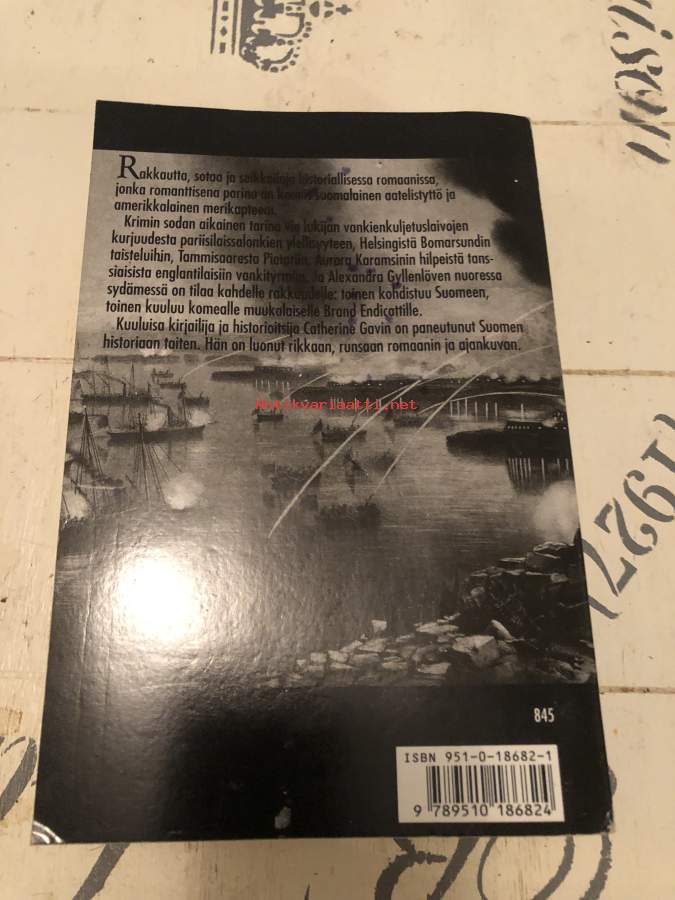 Rakkautta, sotaa ja seikkailuja historiallisessa romaanissa,
jonka romanttisena parina on kaunis suomalainen aatelistyttö ja
amerikkalainen merikapteeni.
Krimin sodan aikainen tarina vie lukijan vankienkuljetuslaivojen
kurjuudesta pariisilaissalonkien ylellisyyteen, Helsingistä Bomarsundin
taisteluihin, Tammisaaresta Pietariin, Aurora Karamsinin hilpeistä tans-
siaisista englantilaisiin vankityrmiin. Ja Alexandra Gyllenlöven nuoressa
sydämessä on tilaa kahdelle rakkaudelle: toinen kohdistuu Suomeen,
toinen kuuluu komealle muukalaiselle Brand Endicottille.
Kuuluisa kirjailija ja historioitsija Catherine Gavin on paneutunut Suomen
historiaan taiten. Hän on luonut rikkaan, runsaan romaanin ja ajankuvan.
Antikvariaatti.net
845
ISBN 951-0-18682-1
9 789510 186824
1927